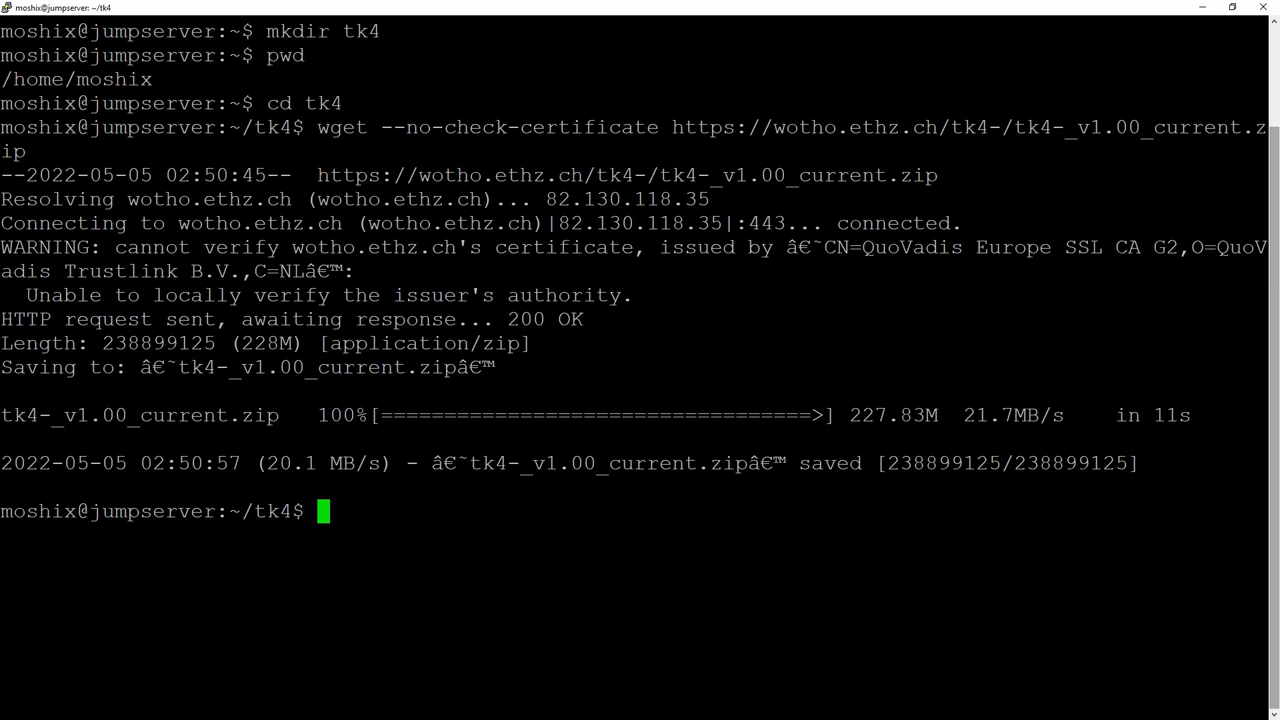 moshix@jumpserver: ~/tk4
moshix@jumpserver:~$ mkdir tk4
moshix@jumpserver:~$ pwd
/home/moshix
moshix@jumpserver:~$ cd tk4
moshix@jumpserver:~/tk4$ wget --no-check-certificate https://wotho.ethz.ch/tk4-/tk4-_v1.00_current.z
ip
--2022-05-05 02:50:45--  https://wotho.ethz.ch/tk4-/tk4-_v1.00_current.zip
Resolving wotho.ethz.ch (wotho.ethz.ch)... 82.130.118.35
Connecting to wotho.ethz.ch (wotho.ethz.ch)|82.130.118.35|:443... connected.
WARNING: cannot verify wotho.ethz.ch's certificate, issued by â€˜CN=QuoVadis Europe SSL CA G2,O=QuoV
adis Trustlink B.V.,C=NLâ€™:
  Unable to locally verify the issuer's authority.
HTTP request sent, awaiting response... 200 OK
Length: 238899125 (228M) [application/zip]
Saving to: â€˜tk4-_v1.00_current.zipâ€™
tk4-_v1.00_current.zip   100%[==================================>] 227.83M  21.7MB/s    in 11s
2022-05-05 02:50:57 (20.1 MB/s) - â€˜tk4-_v1.00_current.zipâ€™ saved [238899125/238899125]
moshix@jumpserver:~/tk4$